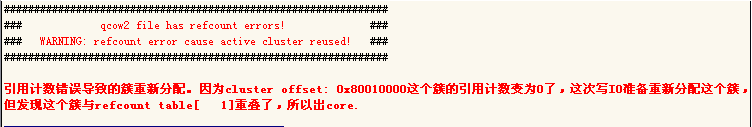 ##########################################################
###          qcow2 file has refcount errors!           ###
###   WARNING: refcount error cause active cluster reused!   ###
##########################################################
引用计数错误导致的簇重新分配。因为cluster offset: 0x80010000这个簇的引用计数变为0了，这次写IO准备重新分配这个簇，
但发现这个簇与refcount table[   1]重叠了，所以出core.